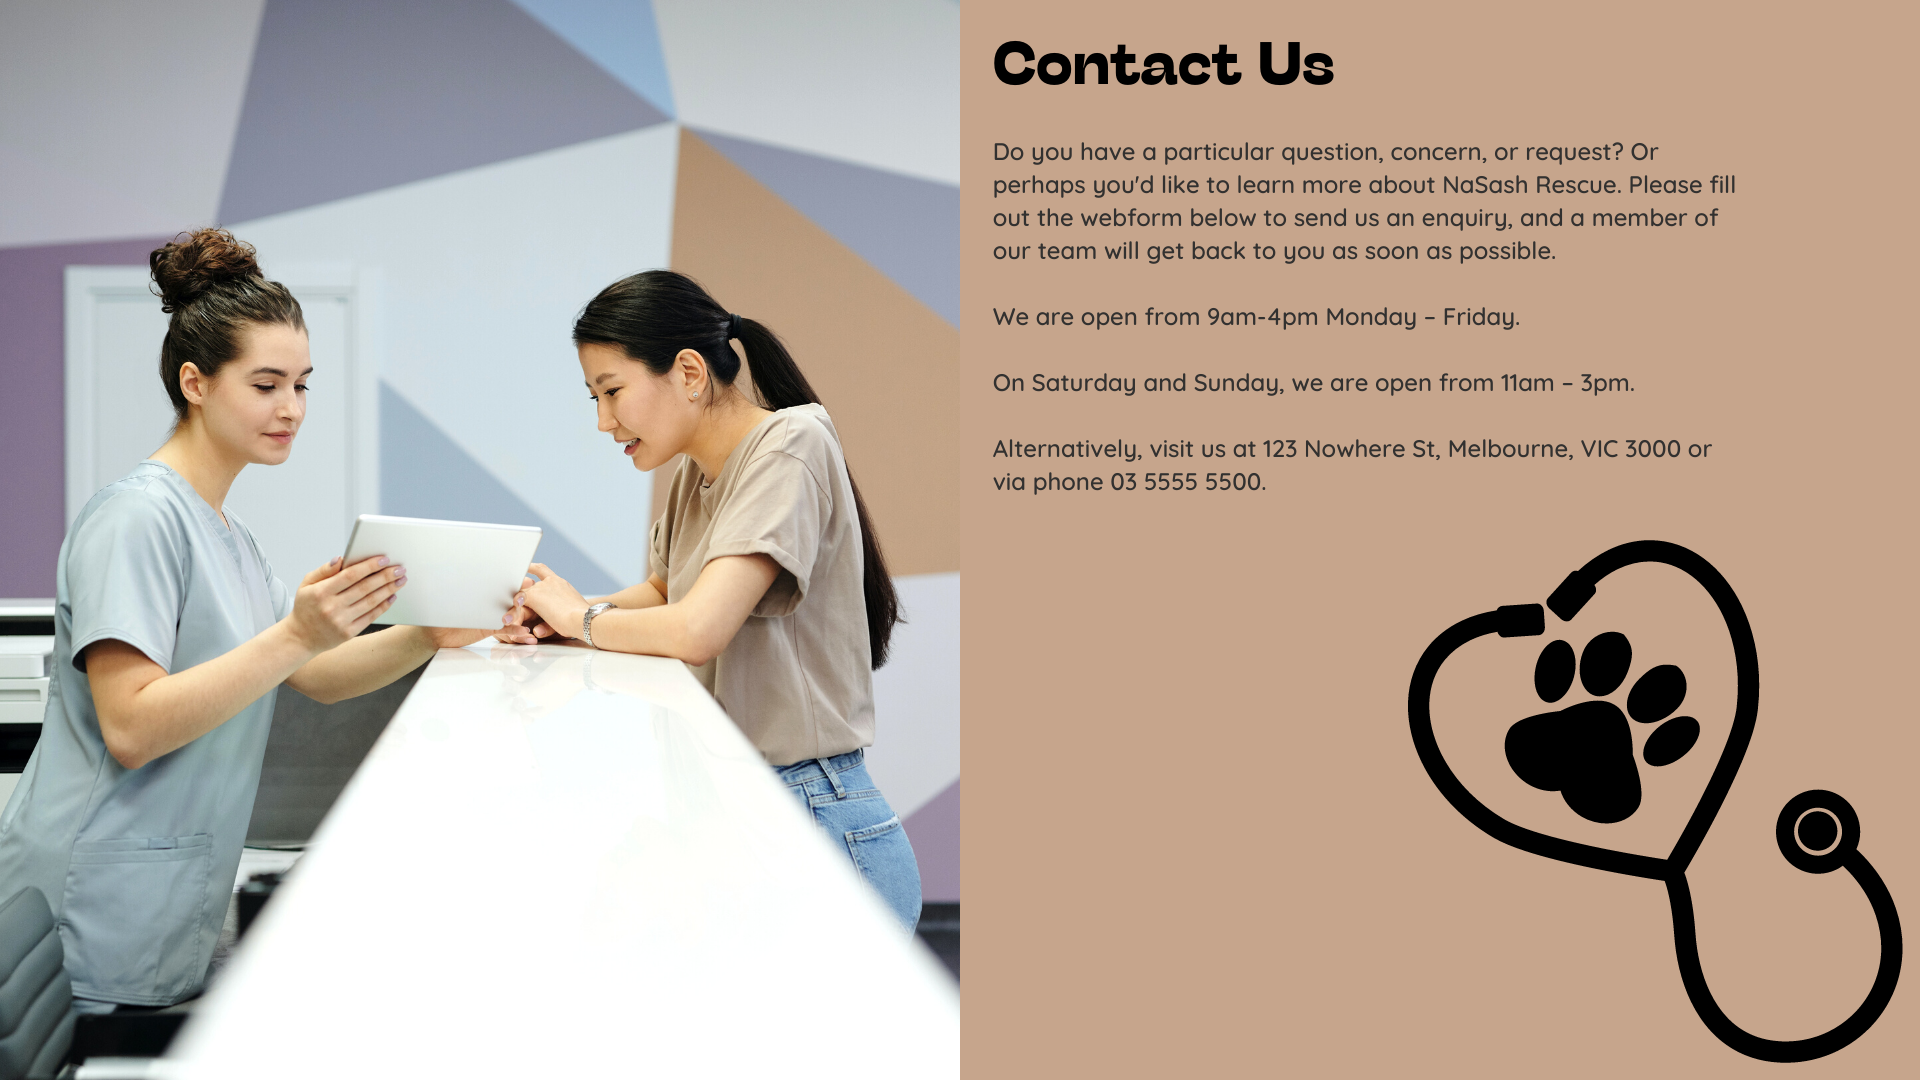 Contact Us
Do you have a particular question, concern, or request? Or
perhaps you'd like to learn more about NaSash Rescue. Please fill
out the webform below to send us an enquiry, and a member of
our team will get back to you as soon as possible.
We are open from 9am-4pm Monday – Friday.
On Saturday and Sunday, we are open from 11am – 3pm.
Alternatively, visit us at 123 Nowhere St, Melbourne, VIC 3000 or
via phone 03 5555 5500.